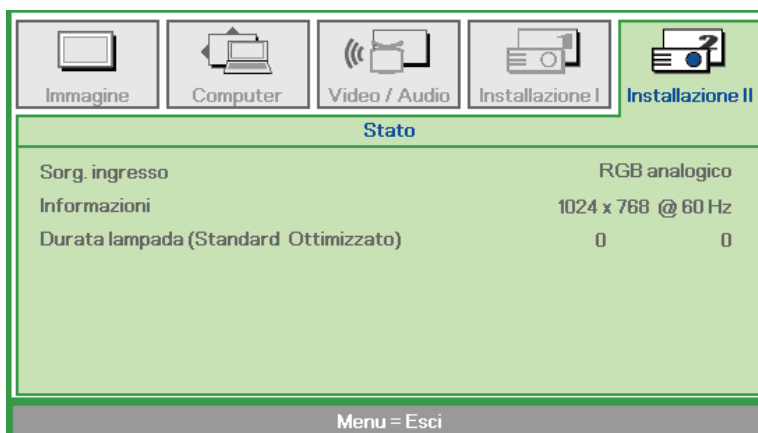 Immagine
Computer
Video / Audio
Installazione I
Installazione II
Stato
Sorg. ingresso RGB analogico
Informazioni 1024 x 768 @ 60 Hz
Durata lampada (Standard Ottimizzato) 0 0
Menu = Esci